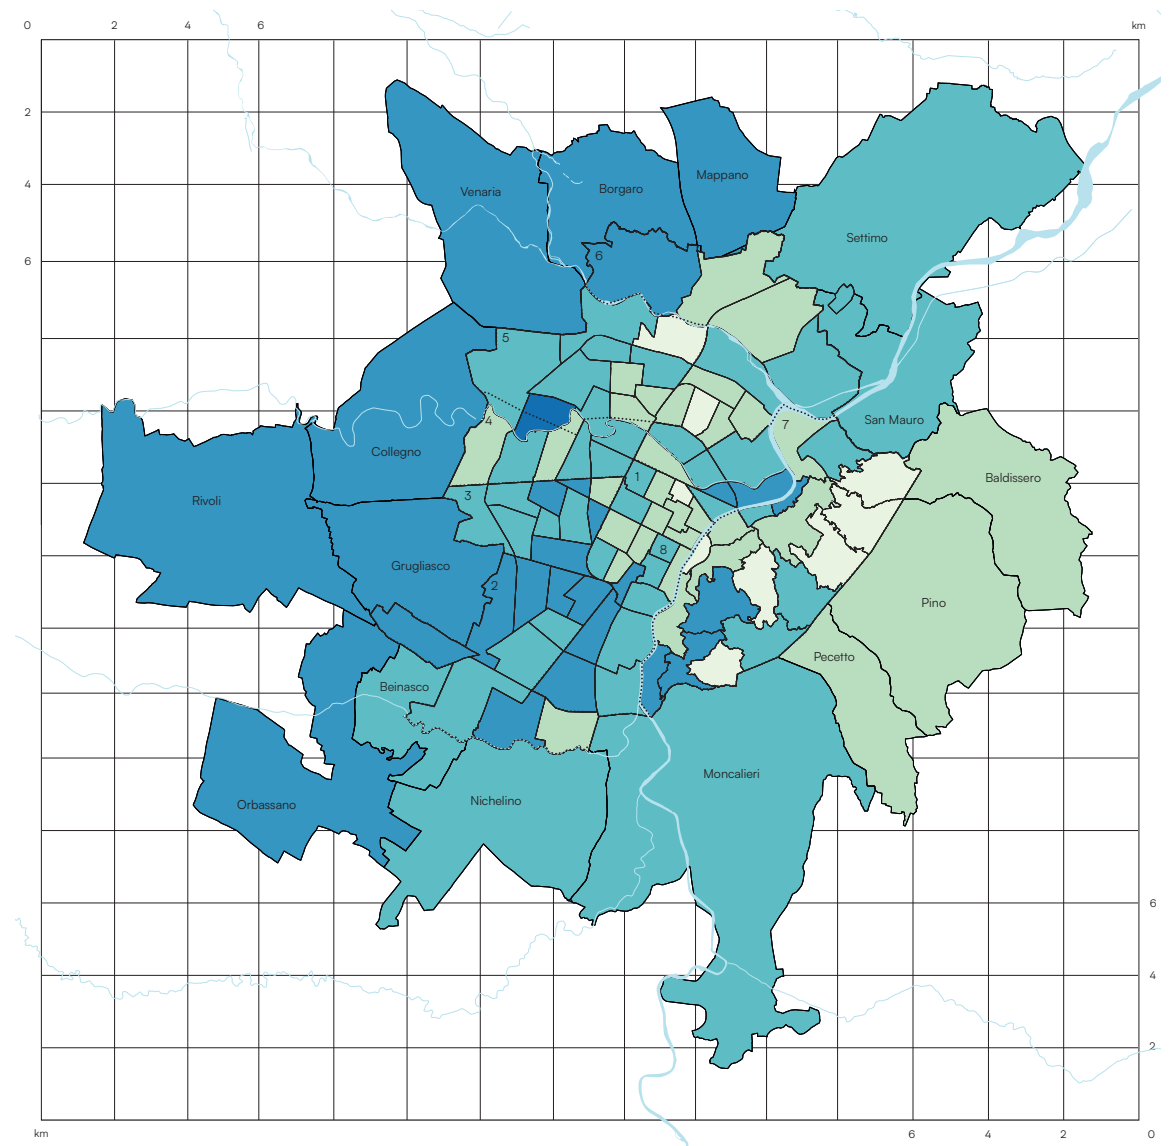 0 2 4 6 km
2
4
6
Venaria
Borgaro
Mappano
Settimo
6
5
San Mauro
4
7
Collegno
Baldissero
1
3
Rivoli
8
Grugliasco
2
Pino
Pecetto
Beinasco
Moncalieri
Nichelino
Orbassano
6
4
2
km 6 4 2 0